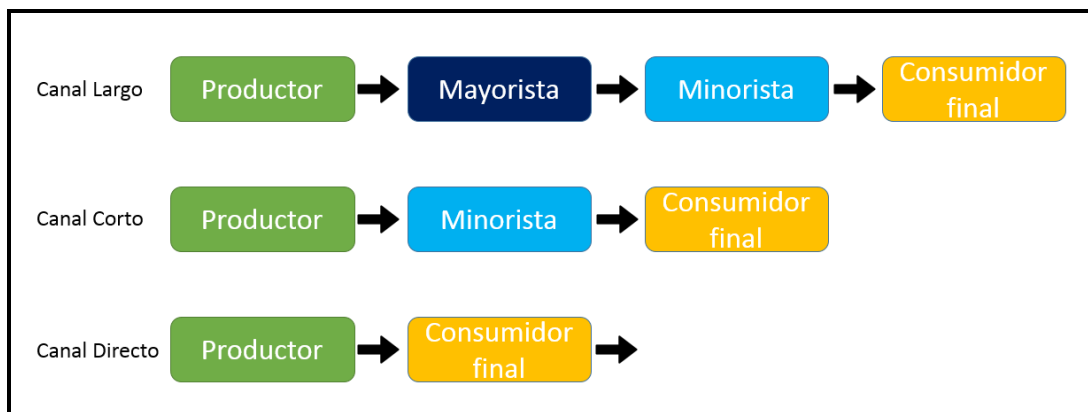 Canal Largo
Productor
Mayorista
Minorista
Consumidor
final
Canal Corto
Productor
Minorista
Consumidor
final
Canal Directo
Productor
Consumidor
final